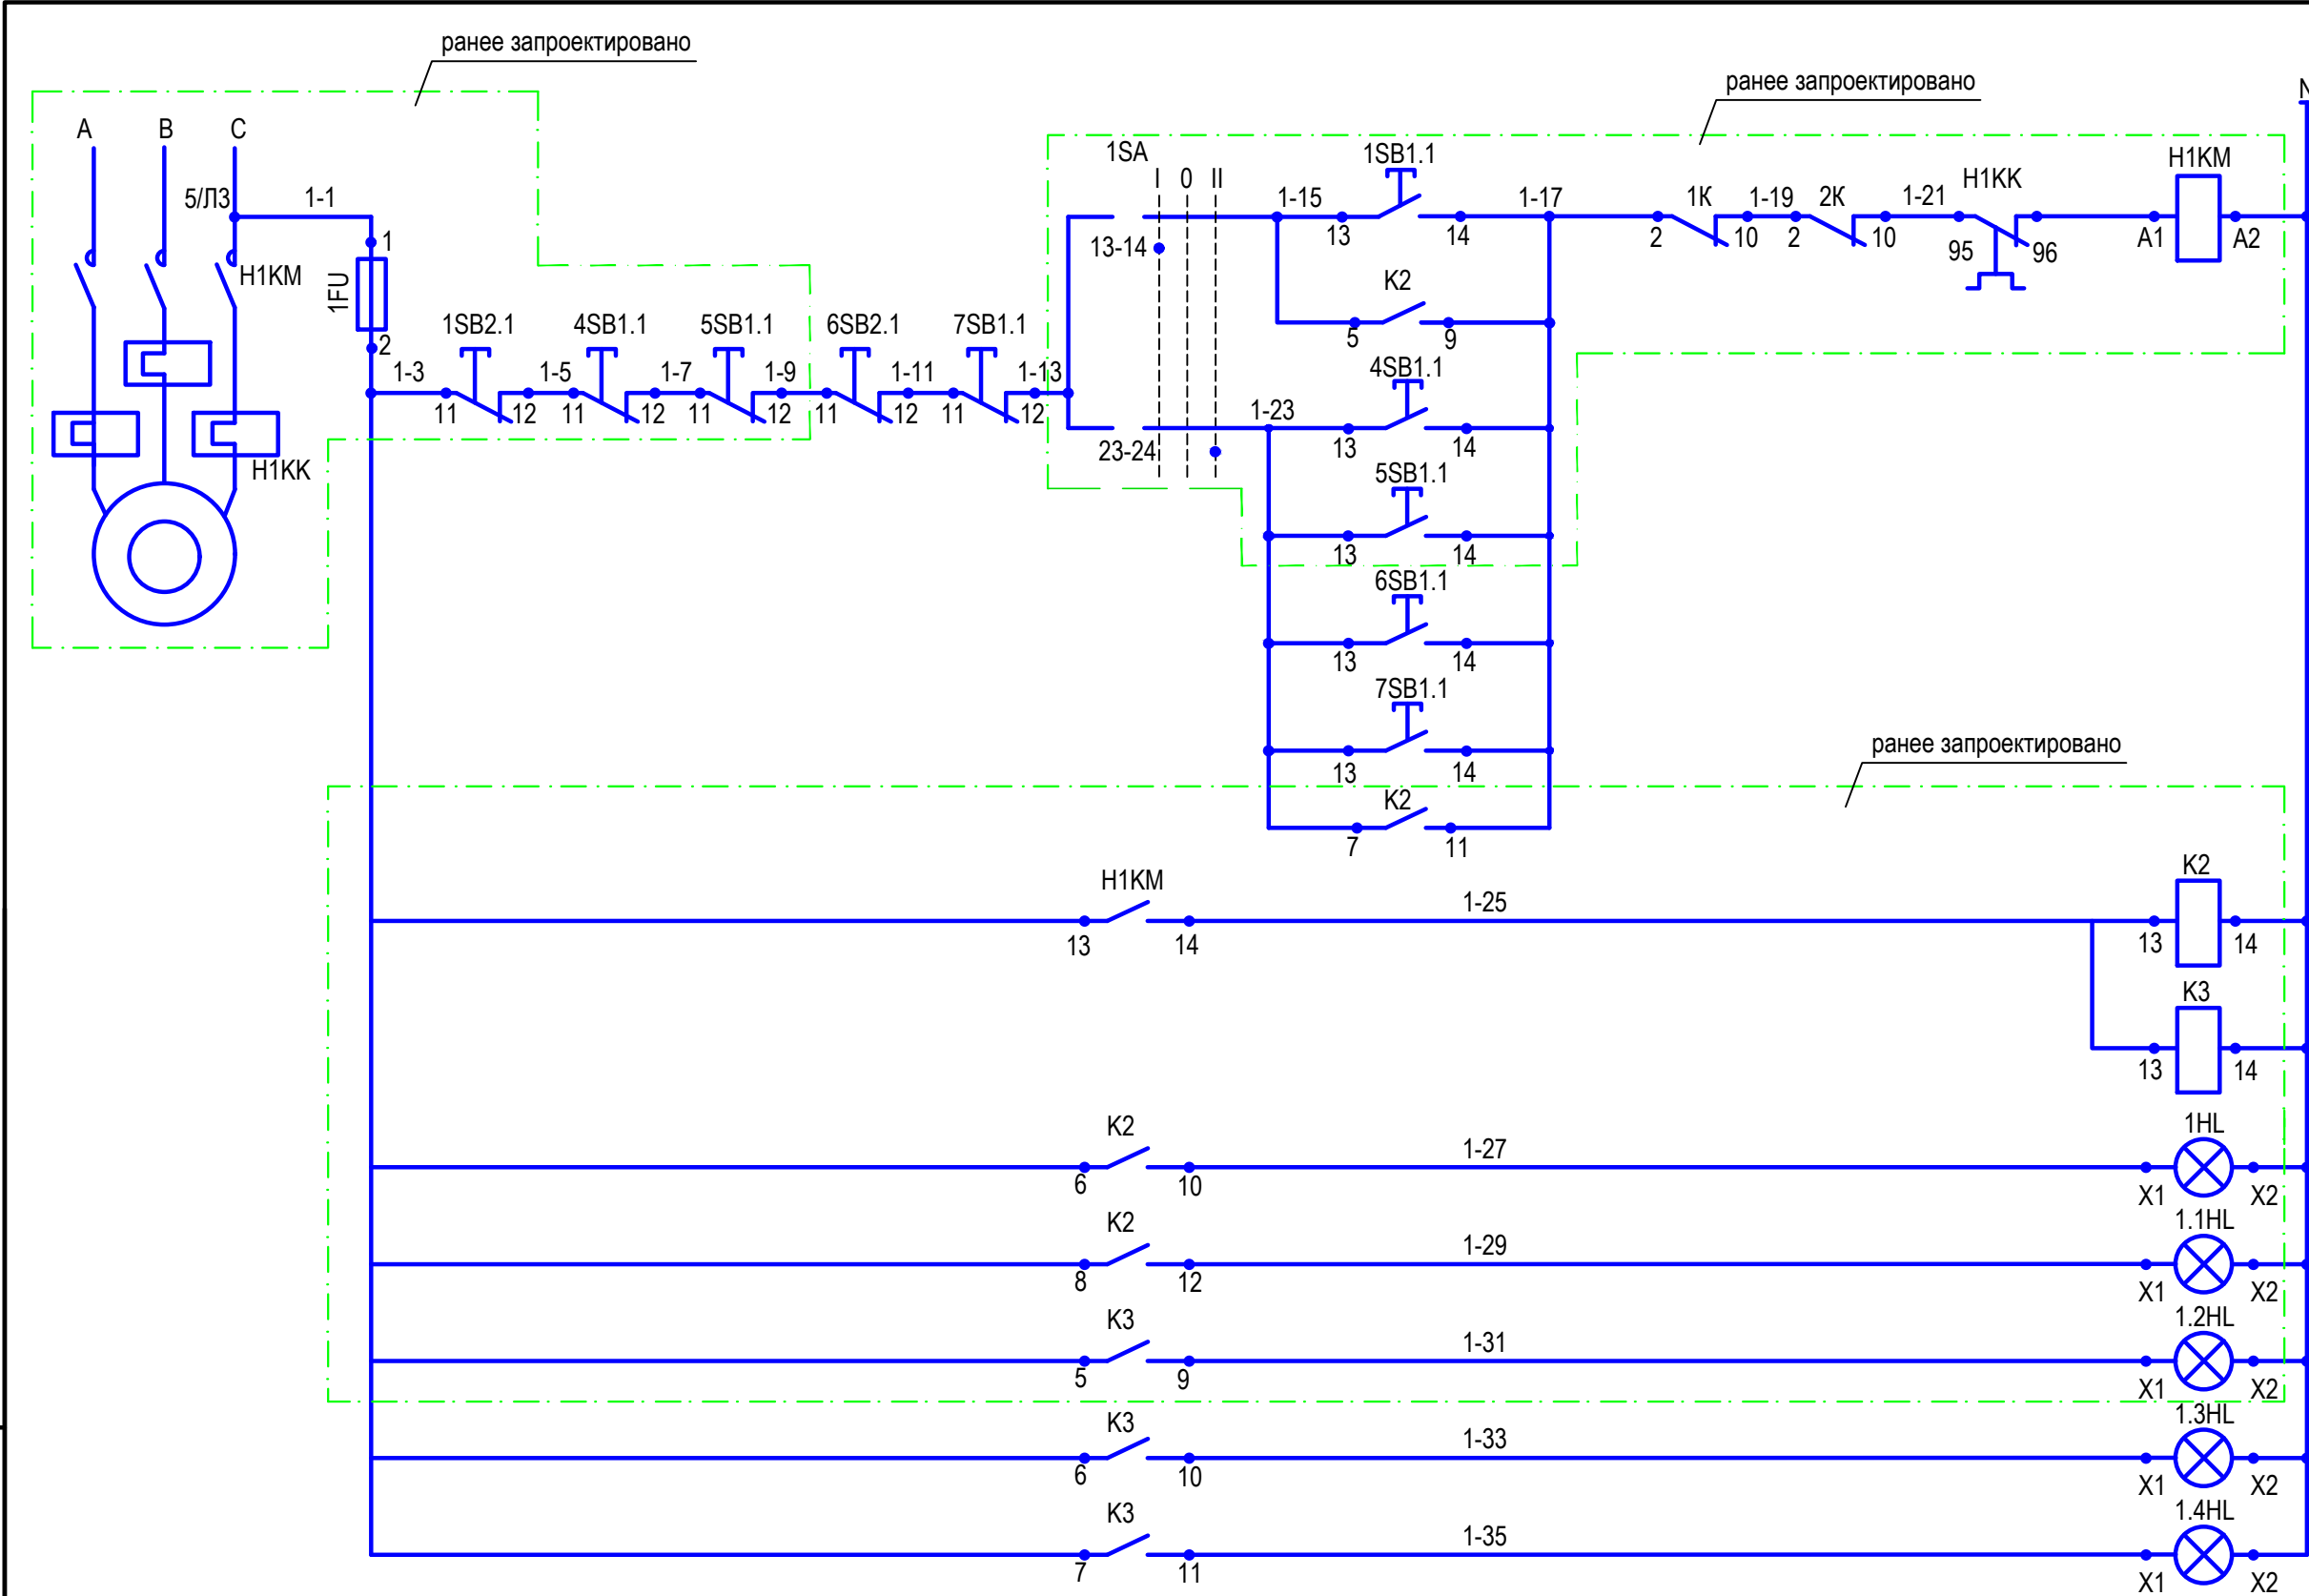 ранее запроектировано
ранее запроектировано
A B C
5/Л3 1-1
1
1FU
2
H1KM
H1KK
1SB2.1 4SB1.1 5SB1.1 6SB2.1 7SB1.1
1-3 1-5 1-7 1-9 1-11 1-13
11 12 11 12 11 12 11 12 11 12
1SA
I 0 II
13-14
23-24
1SB1.1
1-15 1-17
13 14
1К 1-19 2К 1-21 H1KK H1KM
2 10 2 10 95 96 A1 A2
N
K2
5 9
4SB1.1
1-23
13 14
5SB1.1
13 14
6SB1.1
13 14
7SB1.1
13 14
ранее запроектировано
K2
7 11
H1KM 1-25 K2
13 14 13 14
K3
13 14
K2 1-27 1HL
6 10 X1 X2
K2 1-29 1.1HL
8 12 X1 X2
K3 1-31 1.2HL
5 9 X1 X2
K3 1-33 1.3HL
6 10 X1 X2
K3 1-35 1.4HL
7 11 X1 X2